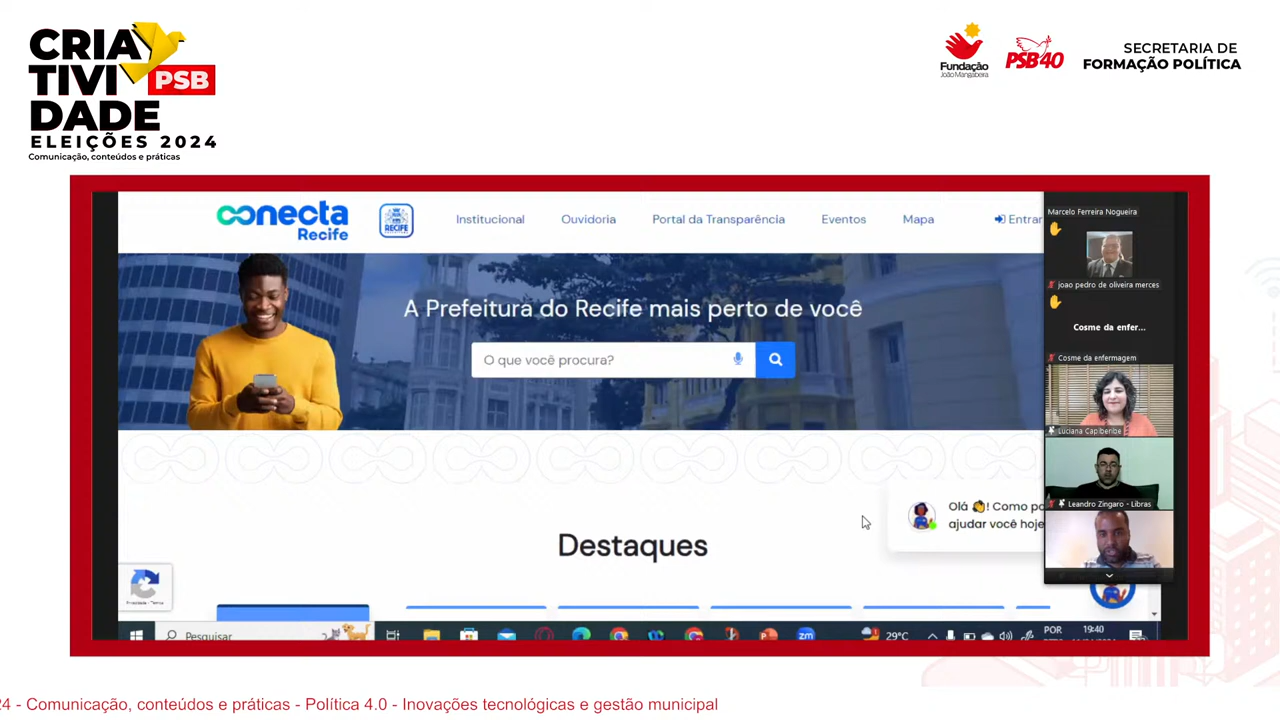 CRIA
TIVI
PSB
DADE
ELEIÇÕES 2024
Comunicação, conteúdos e práticas
Fundação
João Mangabeira
PSB40
SECRETARIA DE
FORMAÇÃO POLÍTICA
conecta
Recife
RECIFE
Institucional
Ouvidoria
Portal da Transparência
Eventos
Mapa
Entrar
A Prefeitura do Recife mais perto de você
O que você procura?
Destaques
Olá 👏! Como po
ajudar você hoje
Privacidade - Termos
Marcelo Ferreira Nogueira
joao pedro de oliveira merces
Cosme da enfer...
Cosme da enfermagem
Luciana Capiberibe
Leandro Zingaro - Libras
Pesquisar
zm
29°C
POR
19:40
24 - Comunicação, conteúdos e práticas - Política 4.0 - Inovações tecnológicas e gestão municipal